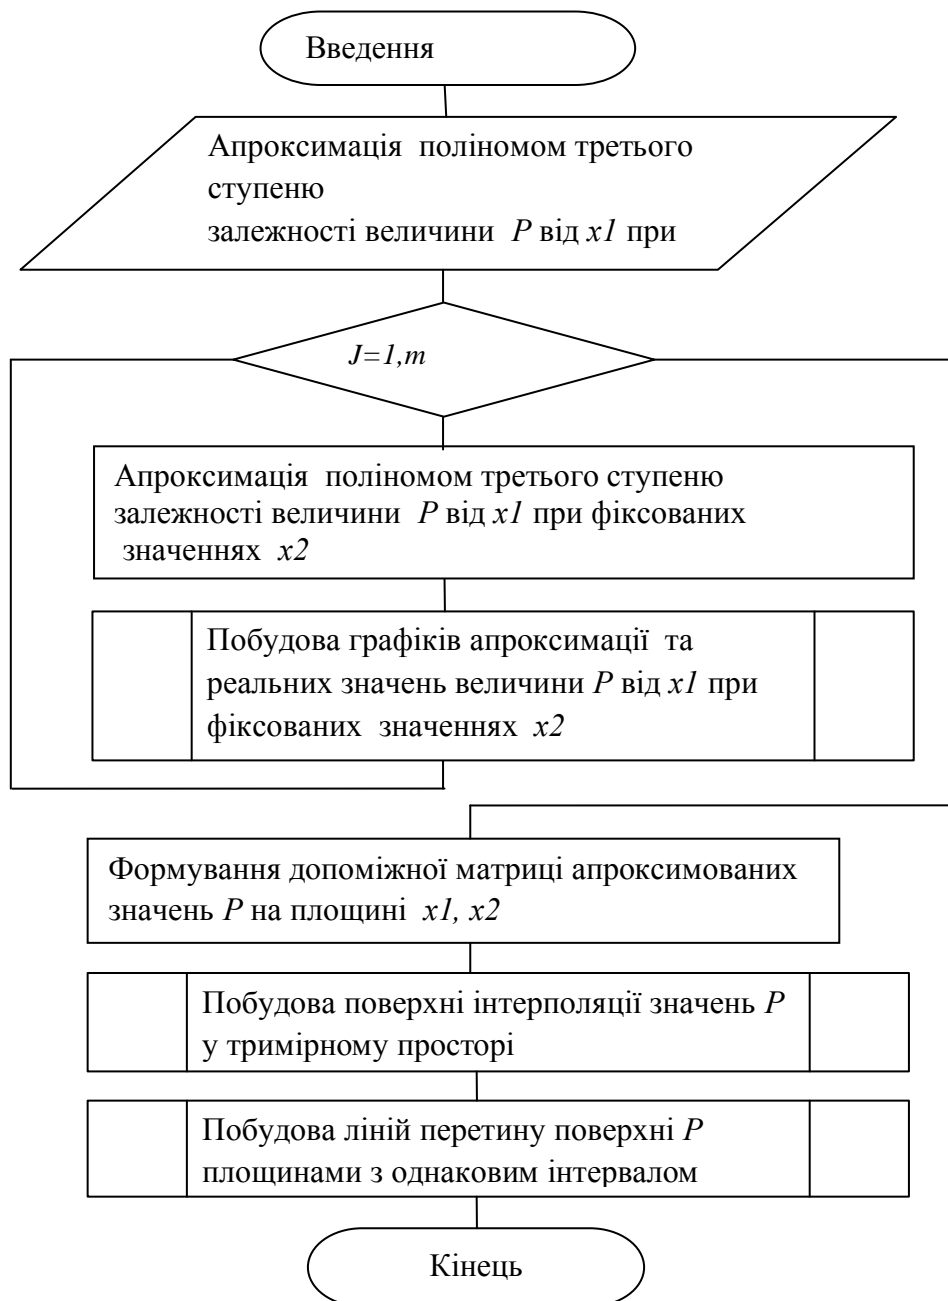 Введення
Апроксимація поліномом третього
ступеню
залежності величини P від x1 при
J=1,m
Апроксимація поліномом третього ступеню
залежності величини P від x1 при фіксованих
значеннях x2
Побудова графіків апроксимації та
реальних значень величини P від x1 при
фіксованих значеннях x2
Формування допоміжної матриці апроксимованих
значень P на площині x1, x2
Побудова поверхні інтерполяції значень P
у тримірному просторі
Побудова ліній перетину поверхні P
площинами з однаковим інтервалом
Кінець